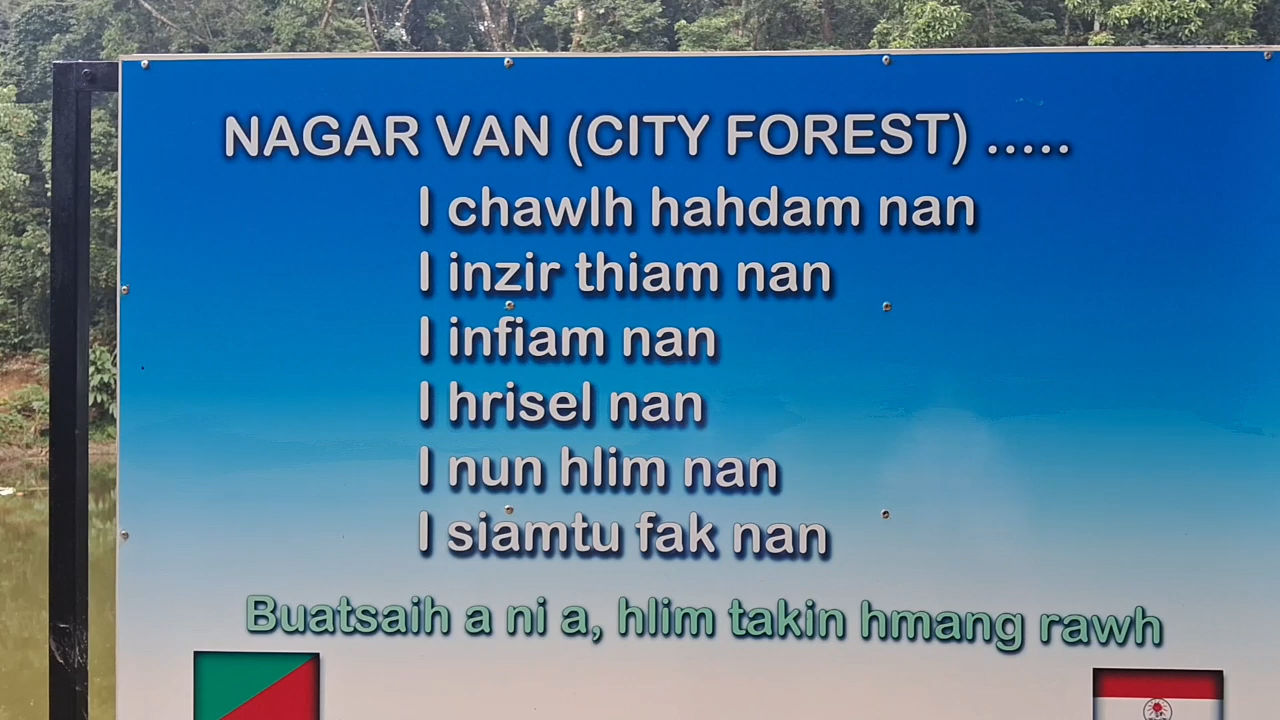 NAGAR VAN (CITY FOREST) .....
I chawlh hahdam nan
I inzir thiam nan
I infiam nan
I hrisel nan
I nun hlim nan
I siamtu fak nan
Buatsaih a ni a, hlim takin hmang rawh